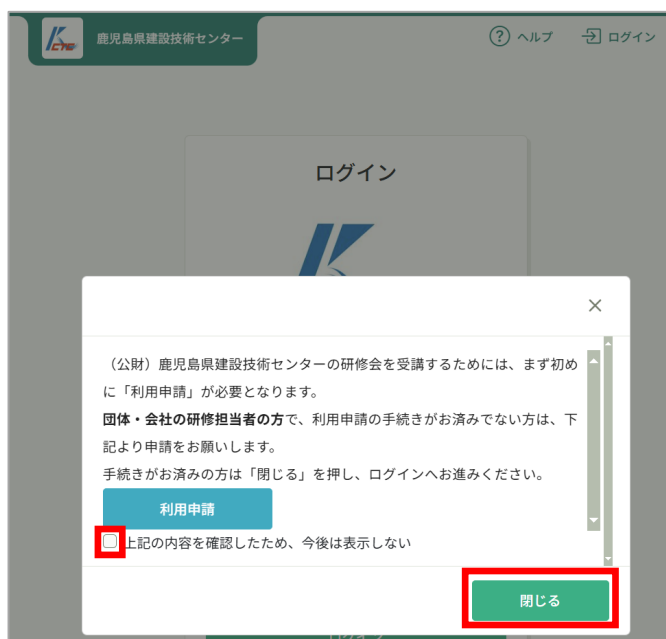 鹿児島県建設技術センター
ヘルプ
ログイン
ログイン
（公財）鹿児島県建設技術センターの研修会を受講するためには、まず初め
に「利用申請」が必要となります。
団体・会社の研修担当者の方で、利用申請の手続きがお済みでない方は、下
記より申請をお願いします。
手続きがお済みの方は「閉じる」を押し、ログインへお進みください。
利用申請
上記の内容を確認したため、今後は表示しない
閉じる